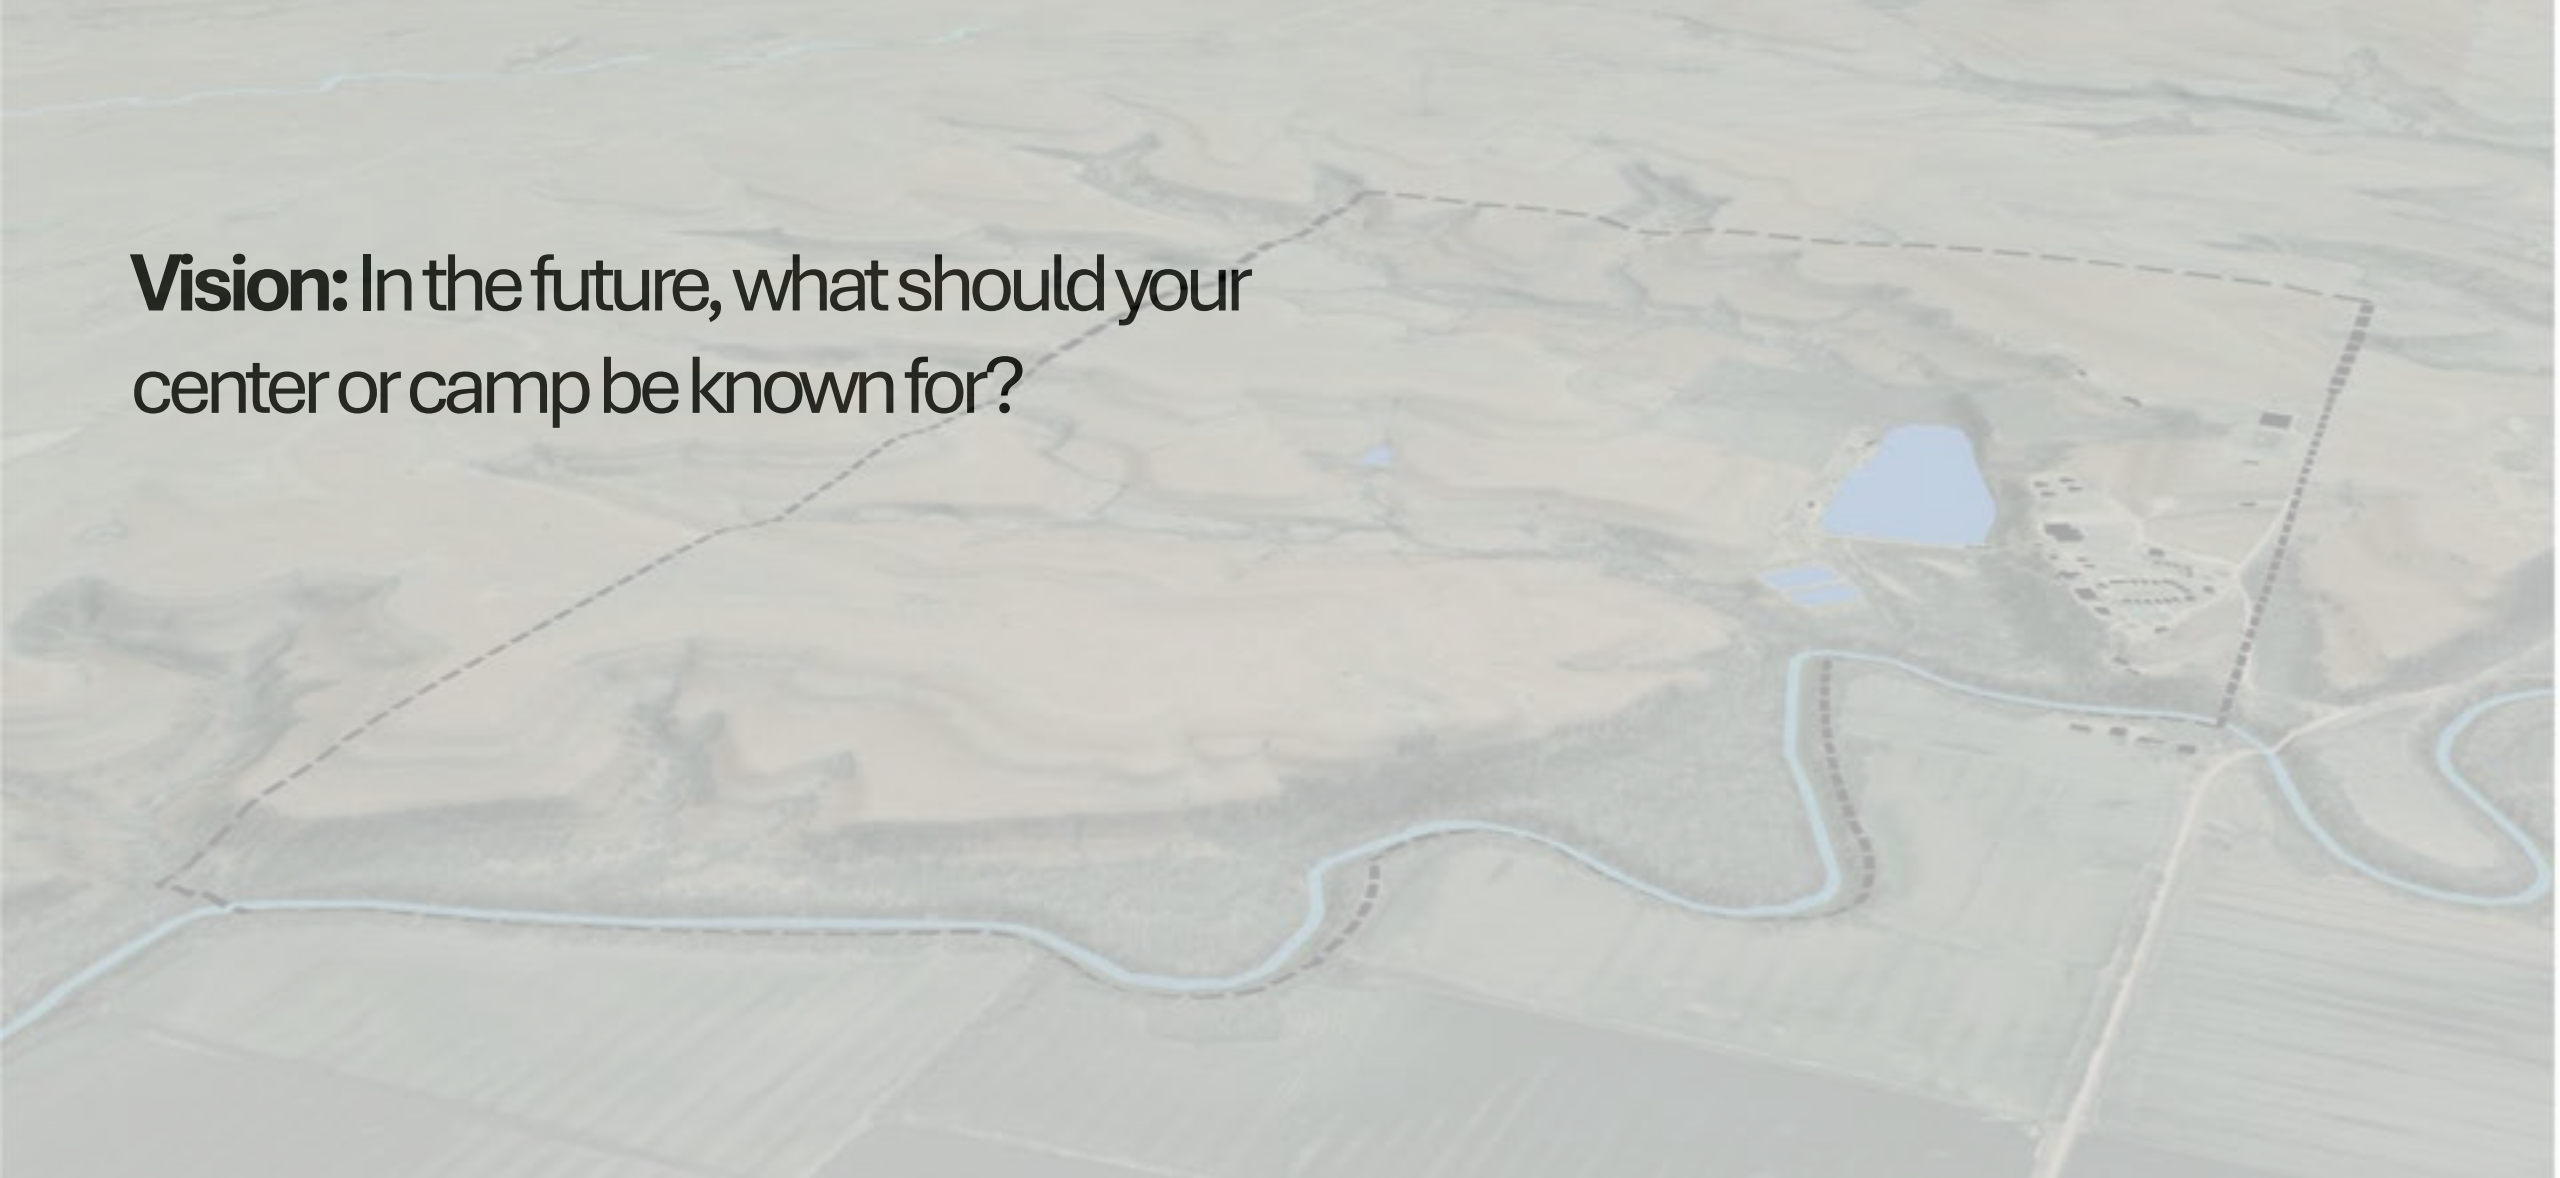 Vision: In the future, what should your
center or camp be known for?